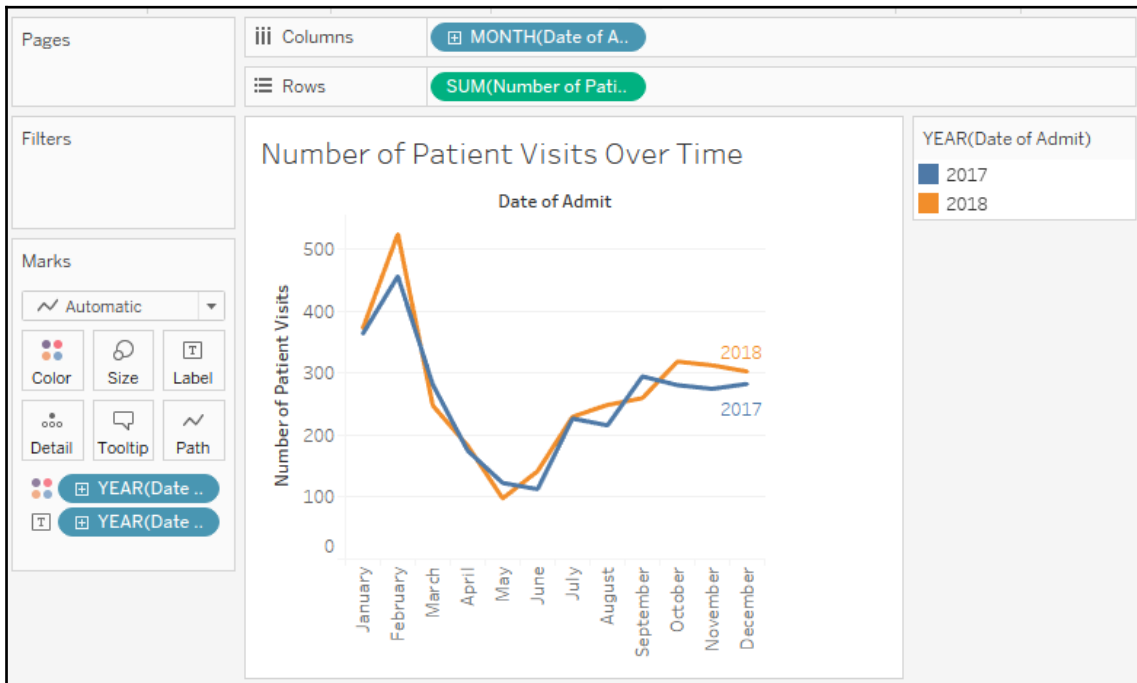 Pages
Columns
MONTH(Date of A..
Rows
SUM(Number of Pati..
Filters
Marks
Automatic
Color
Size
T
Label
Detail
Tooltip
Path
YEAR(Date ..
T
YEAR(Date ..
Number of Patient Visits Over Time
Date of Admit
Number of Patient Visits
500
400
300
200
100
0
2018
2017
January
February
March
April
May
June
July
August
September
October
November
December
YEAR(Date of Admit)
2017
2018